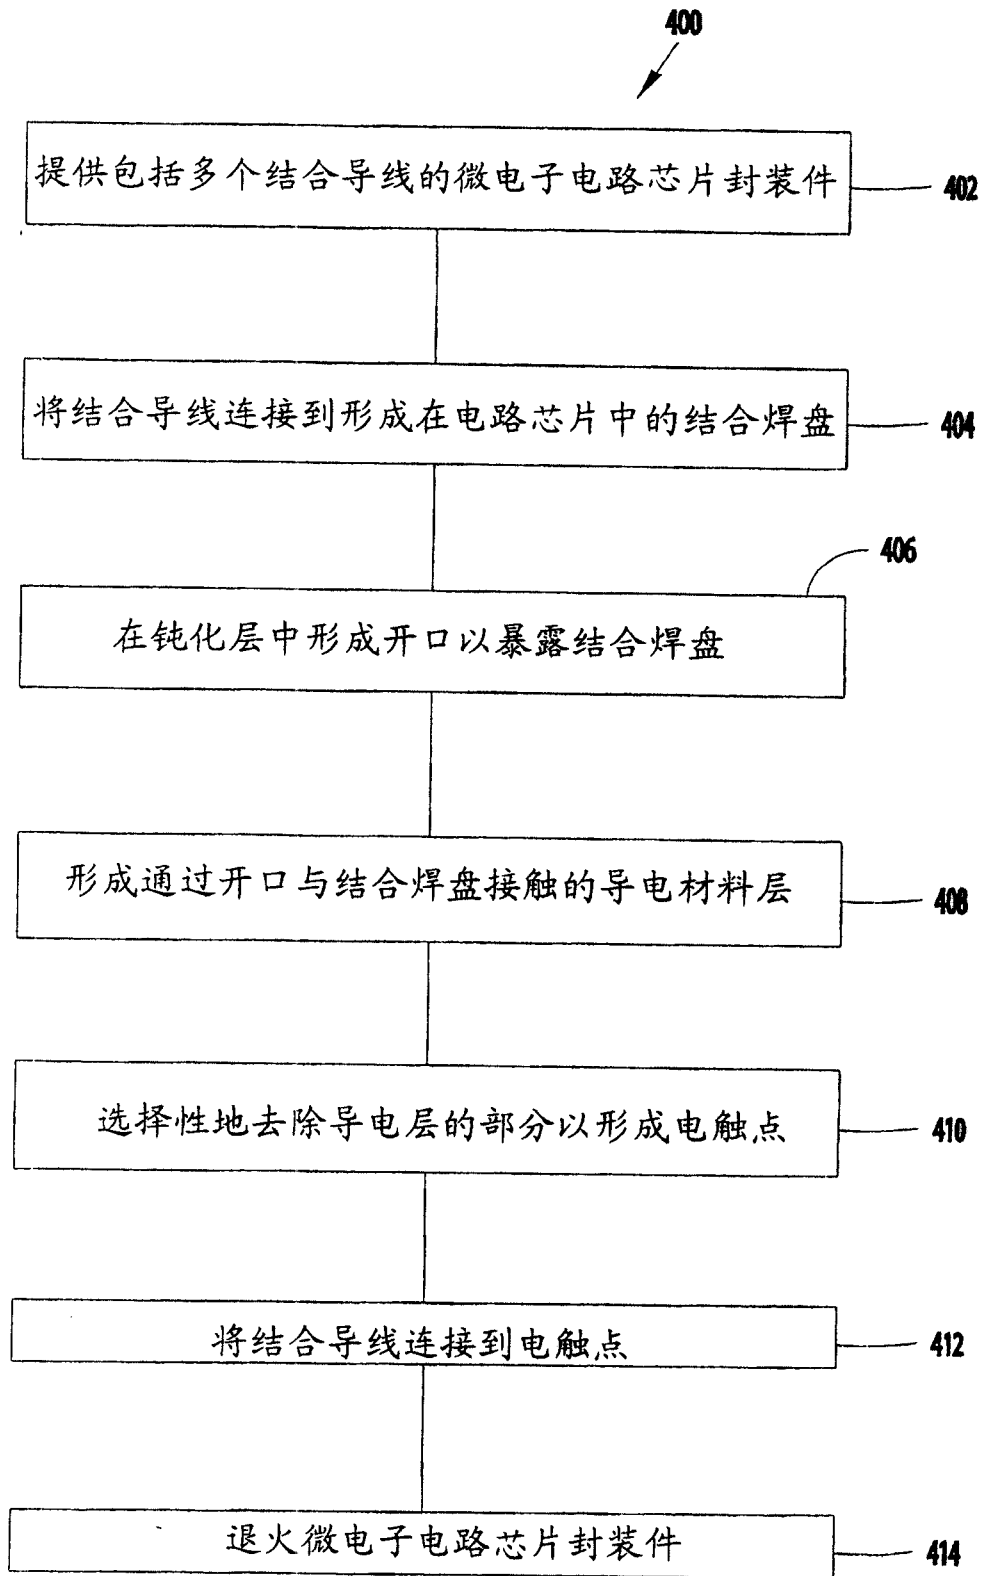 400
提供包括多个结合导线的微电子电路芯片封装件
402
将结合导线连接到形成在电路芯片中的结合焊盘
404
406
在钝化层中形成开口以暴露结合焊盘
形成通过开口与结合焊盘接触的导电材料层
408
选择性地去除导电层的部分以形成电触点
410
将结合导线连接到电触点
412
退火微电子电路芯片封装件
414